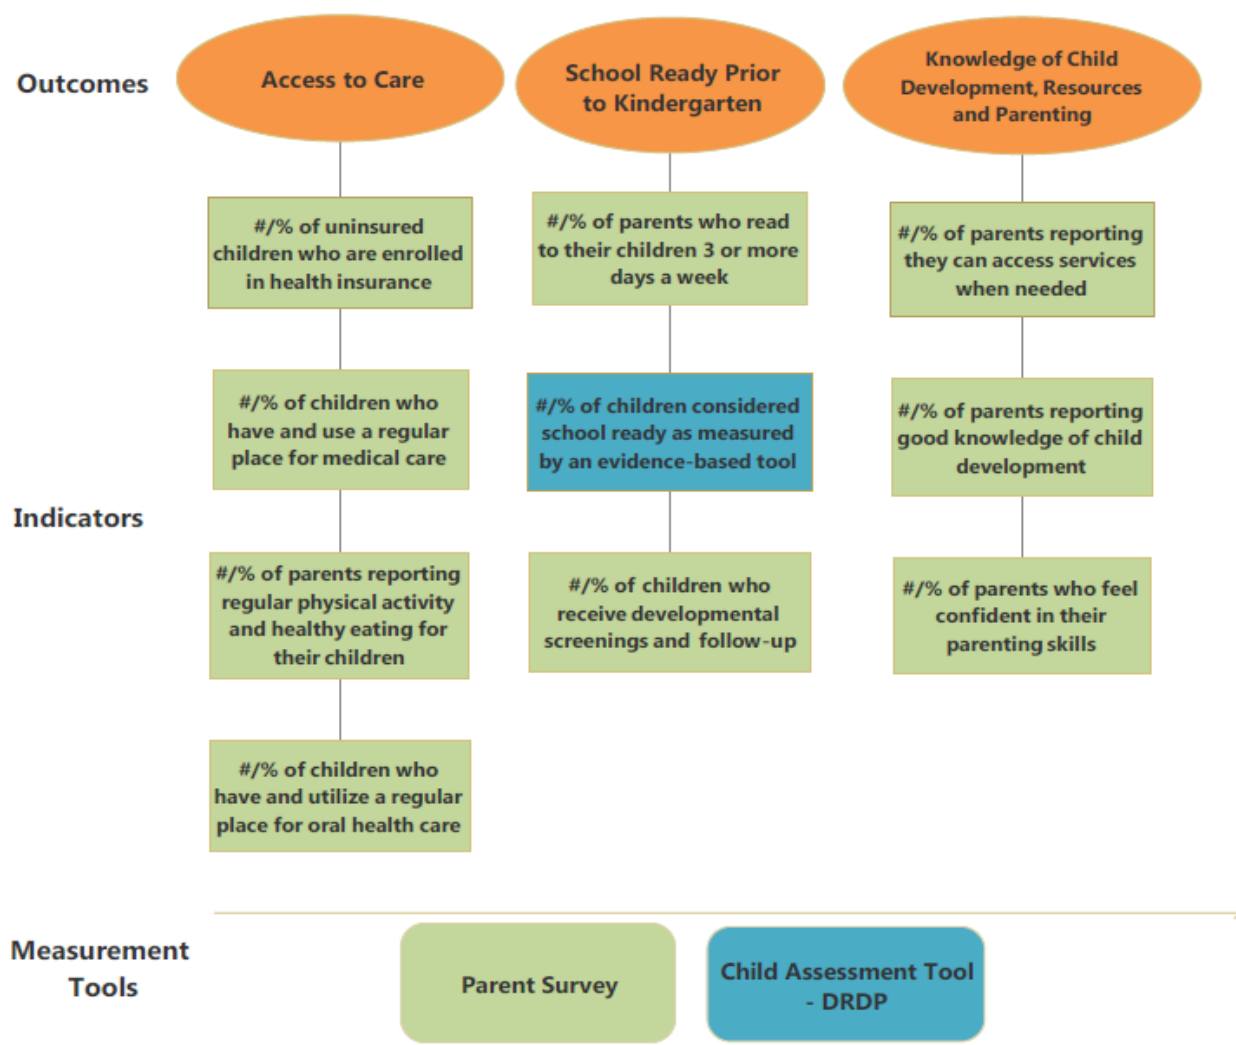 Outcomes
Access to Care
School Ready Prior
to Kindergarten
Knowledge of Child
Development, Resources
and Parenting
#/% of uninsured
children who are enrolled
in health insurance
#/% of parents who read
to their children 3 or more
days a week
#/% of parents reporting
they can access services
when needed
Indicators
#/% of children who
have and use a regular
place for medical care
#/% of children considered
school ready as measured
by an evidence-based tool
#/% of parents reporting
good knowledge of child
development
#/% of parents reporting
regular physical activity
and healthy eating for
their children
#/% of children who
receive developmental
screenings and follow-up
#/% of parents who feel
confident in their
parenting skills
#/% of children who
have and utilize a regular
place for oral health care
Measurement
Tools
Parent Survey
Child Assessment Tool
- DRDP